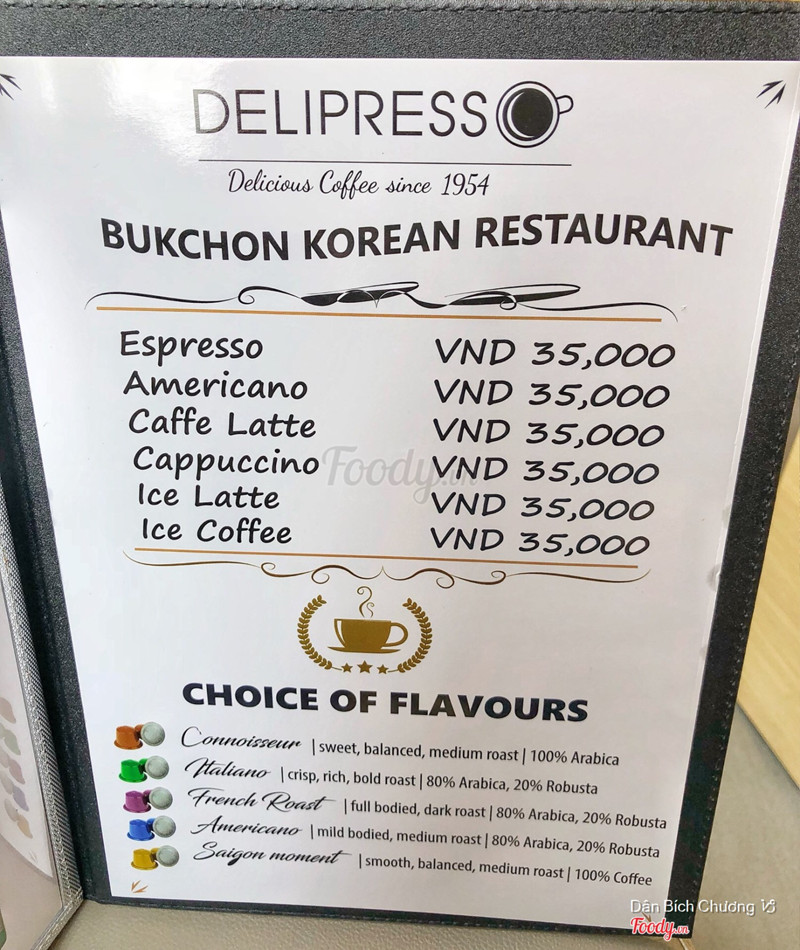 DELIPRESSO
Delicious Coffee since 1954
BUKCHON KOREAN RESTAURANT
Espresso VND 35,000
Americano VND 35,000
Caffe Latte VND 35,000
Cappuccino VND 35,000
Ice Latte VND 35,000
Ice Coffee VND 35,000
Foody.vn
CHOICE OF FLAVOURS
Connoisseur | sweet, balanced, medium roast | 100% Arabica
Italiano | crisp, rich, bold roast | 80% Arabica, 20% Robusta
French Roast | full bodied, dark roast | 80% Arabica, 20% Robusta
Americano | mild bodied, medium roast | 80% Arabica, 20% Robusta
Saigon moment | smooth, balanced, medium roast | 100% Coffee
Dân Bích Chương
Foody.vn